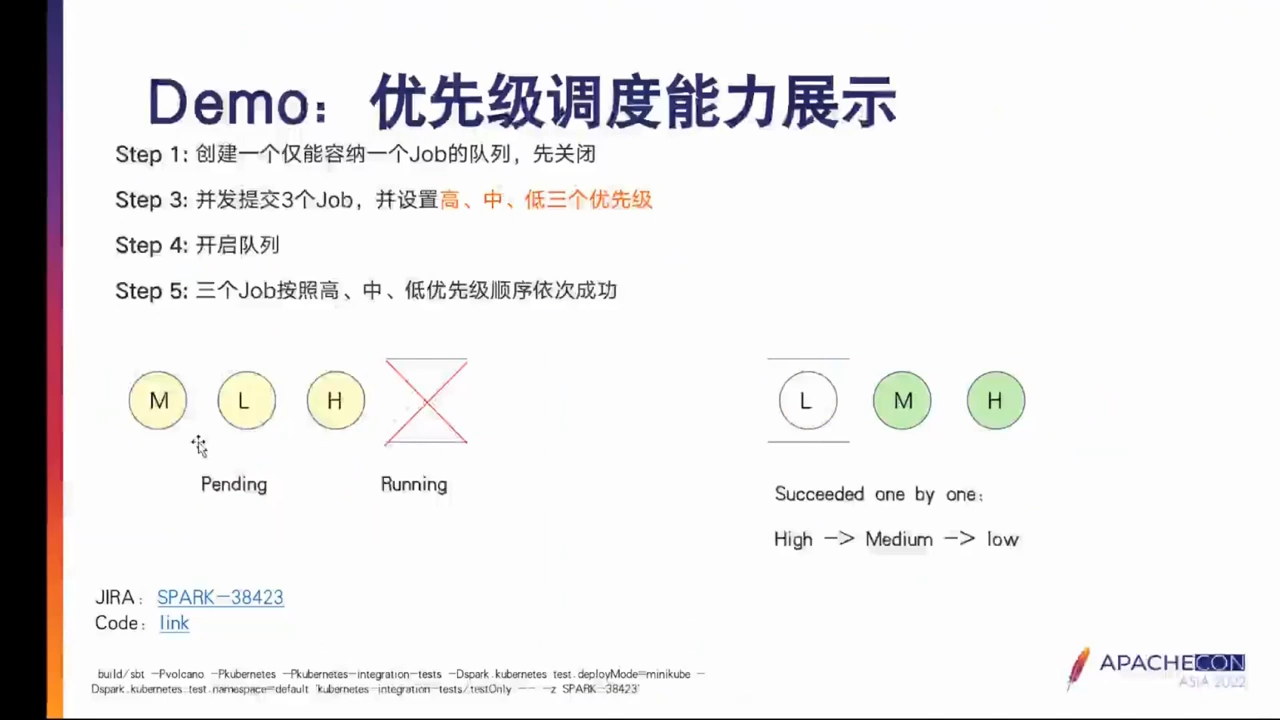 Demo：优先级调度能力展示
Step 1: 创建一个仅能容纳一个Job的队列，先关闭
Step 3: 并发提交3个Job，并设置高、中、低三个优先级
Step 4: 开启队列
Step 5: 三个Job按照高、中、低优先级顺序依次成功
M L H
L M H
Pending Running
Succeeded one by one：
High —> Medium —> low
JIRA： SPARK—38423
Code： link
build/sbt —Pvolcano —Pkubernetes —Pkubernetes—integration—tests —Dspark.kubernetes test.deployMode=minikube —
Dspark.kubernetes.test.namespace=default 'kubernetes—integration—tests/testOnly —— —z SPARK—38423'
APACHECON
ASIA 2022